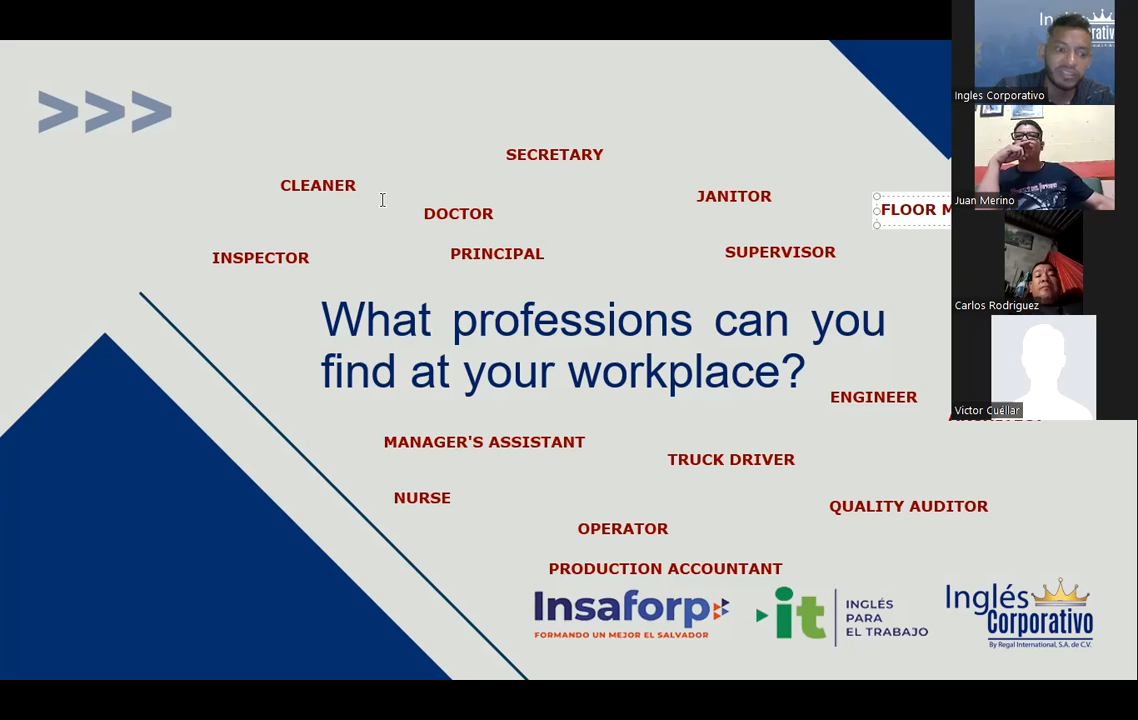 >>>
SECRETARY
CLEANER
JANITOR
DOCTOR
FLOOR M
INSPECTOR
PRINCIPAL
SUPERVISOR
What professions can you
find at your workplace?
ENGINEER
MANAGER'S ASSISTANT
TRUCK DRIVER
NURSE
QUALITY AUDITOR
OPERATOR
PRODUCTION ACCOUNTANT
Insaforp
FORMANDO UN MEJOR EL SALVADOR
it
INGLÉS
PARA
EL TRABAJO
Inglés
Corporativo
By Regal International, S.A. de C.V.
Ingles Corporativo
Juan Merino
Carlos Rodriguez
Victor Cuéllar